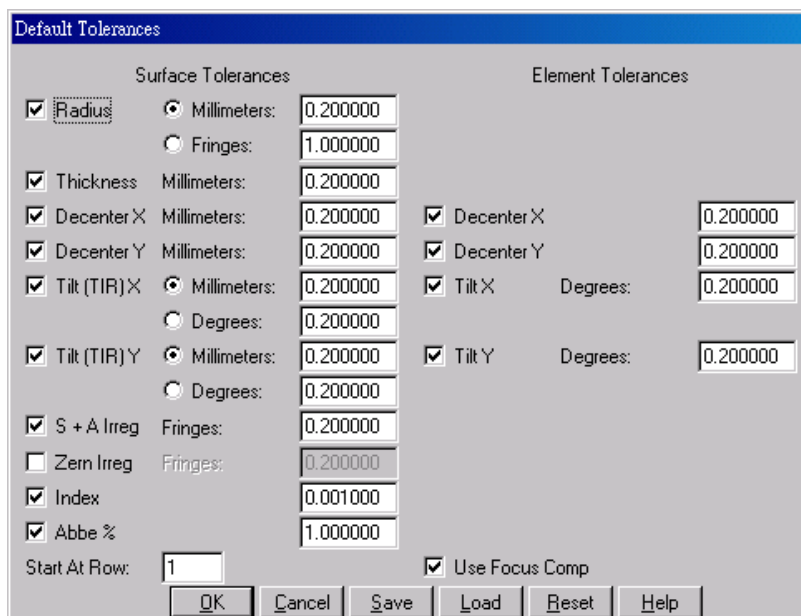 Default Tolerances
Surface Tolerances Element Tolerances
Radius Millimeters: 0.200000
Fringes: 1.000000
Thickness Millimeters: 0.200000
Decenter X Millimeters: 0.200000 Decenter X 0.200000
Decenter Y Millimeters: 0.200000 Decenter Y 0.200000
Tilt (TIR) X Millimeters: 0.200000 Tilt X Degrees: 0.200000
Degrees: 0.200000
Tilt (TIR) Y Millimeters: 0.200000 Tilt Y Degrees: 0.200000
Degrees: 0.200000
S + A Irreg Fringes: 0.200000
Zern Irreg Fringes: 0.200000
Index 0.001000
Abbe % 1.000000
Start At Row: 1 Use Focus Comp
OK Cancel Save Load Reset Help